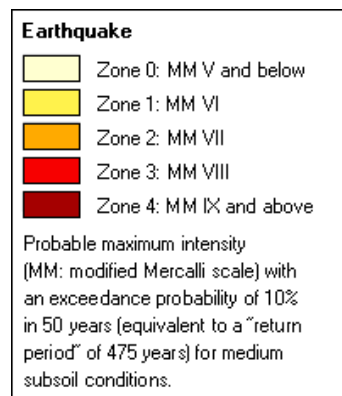 Earthquake
Zone 0: MM V and below
Zone 1: MM VI
Zone 2: MM VII
Zone 3: MM VIII
Zone 4: MM IX and above
Probable maximum intensity
(MM: modified Mercalli scale) with
an exceedance probability of 10%
in 50 years (equivalent to a "return
period" of 475 years) for medium
subsoil conditions.